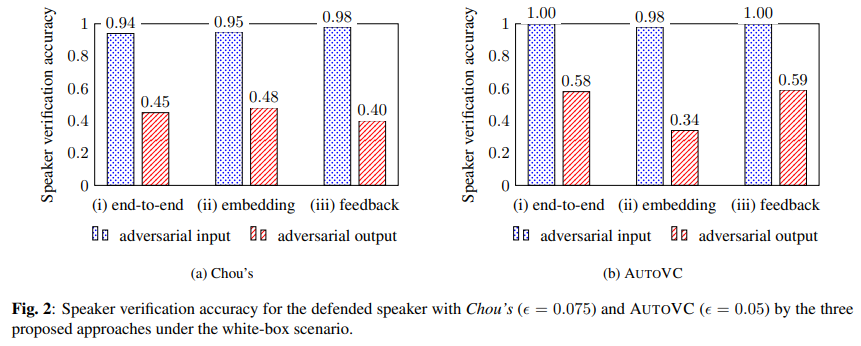 Speaker verification accuracy
1
0.8
0.6
0.4
0.2
0
0.94
0.45
0.95
0.48
0.98
0.40
(i) end-to-end (ii) embedding (iii) feedback
adversarial input adversarial output
(a) Chou's
Speaker verification accuracy
1
0.8
0.6
0.4
0.2
0
1.00
0.58
0.98
0.34
1.00
0.59
(i) end-to-end (ii) embedding (iii) feedback
adversarial input adversarial output
(b) AUTOVC
Fig. 2: Speaker verification accuracy for the defended speaker with Chou's (ϵ = 0.075) and AUTOVC (ϵ = 0.05) by the three
proposed approaches under the white-box scenario.